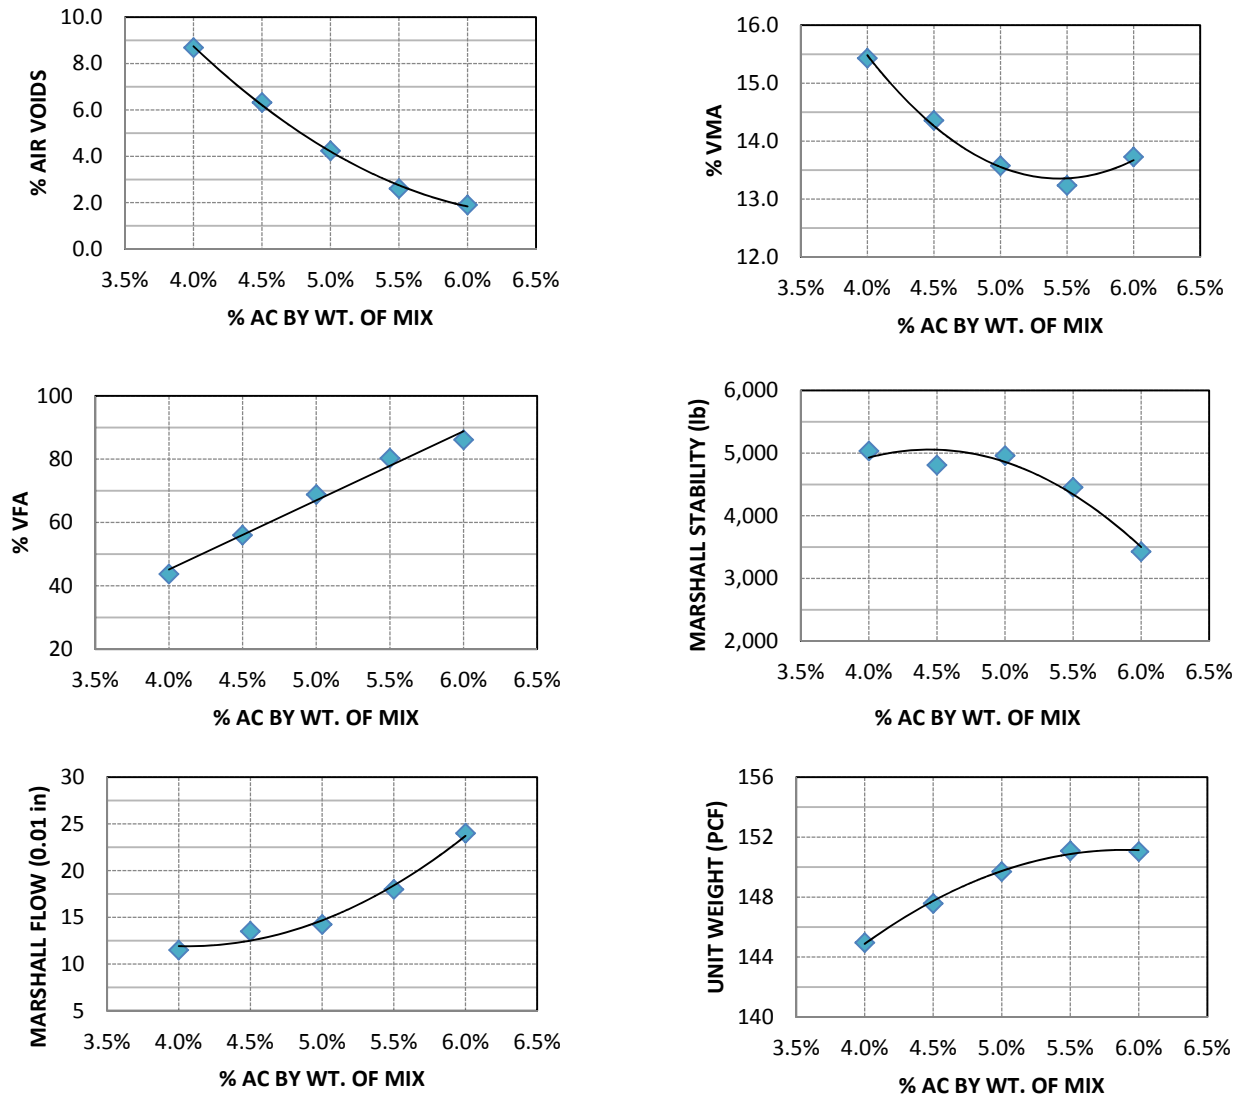 % AIR VOIDS
10.0
8.0
6.0
4.0
2.0
0.0
3.5% 4.0% 4.5% 5.0% 5.5% 6.0% 6.5%
% AC BY WT. OF MIX
% VMA
16.0
15.0
14.0
13.0
12.0
3.5% 4.0% 4.5% 5.0% 5.5% 6.0% 6.5%
% AC BY WT. OF MIX
% VFA
100
80
60
40
20
3.5% 4.0% 4.5% 5.0% 5.5% 6.0% 6.5%
% AC BY WT. OF MIX
MARSHALL STABILITY (lb)
6,000
5,000
4,000
3,000
2,000
3.5% 4.0% 4.5% 5.0% 5.5% 6.0% 6.5%
% AC BY WT. OF MIX
MARSHALL FLOW (0.01 in)
30
25
20
15
10
5
3.5% 4.0% 4.5% 5.0% 5.5% 6.0% 6.5%
% AC BY WT. OF MIX
UNIT WEIGHT (PCF)
156
152
148
144
140
3.5% 4.0% 4.5% 5.0% 5.5% 6.0% 6.5%
% AC BY WT. OF MIX